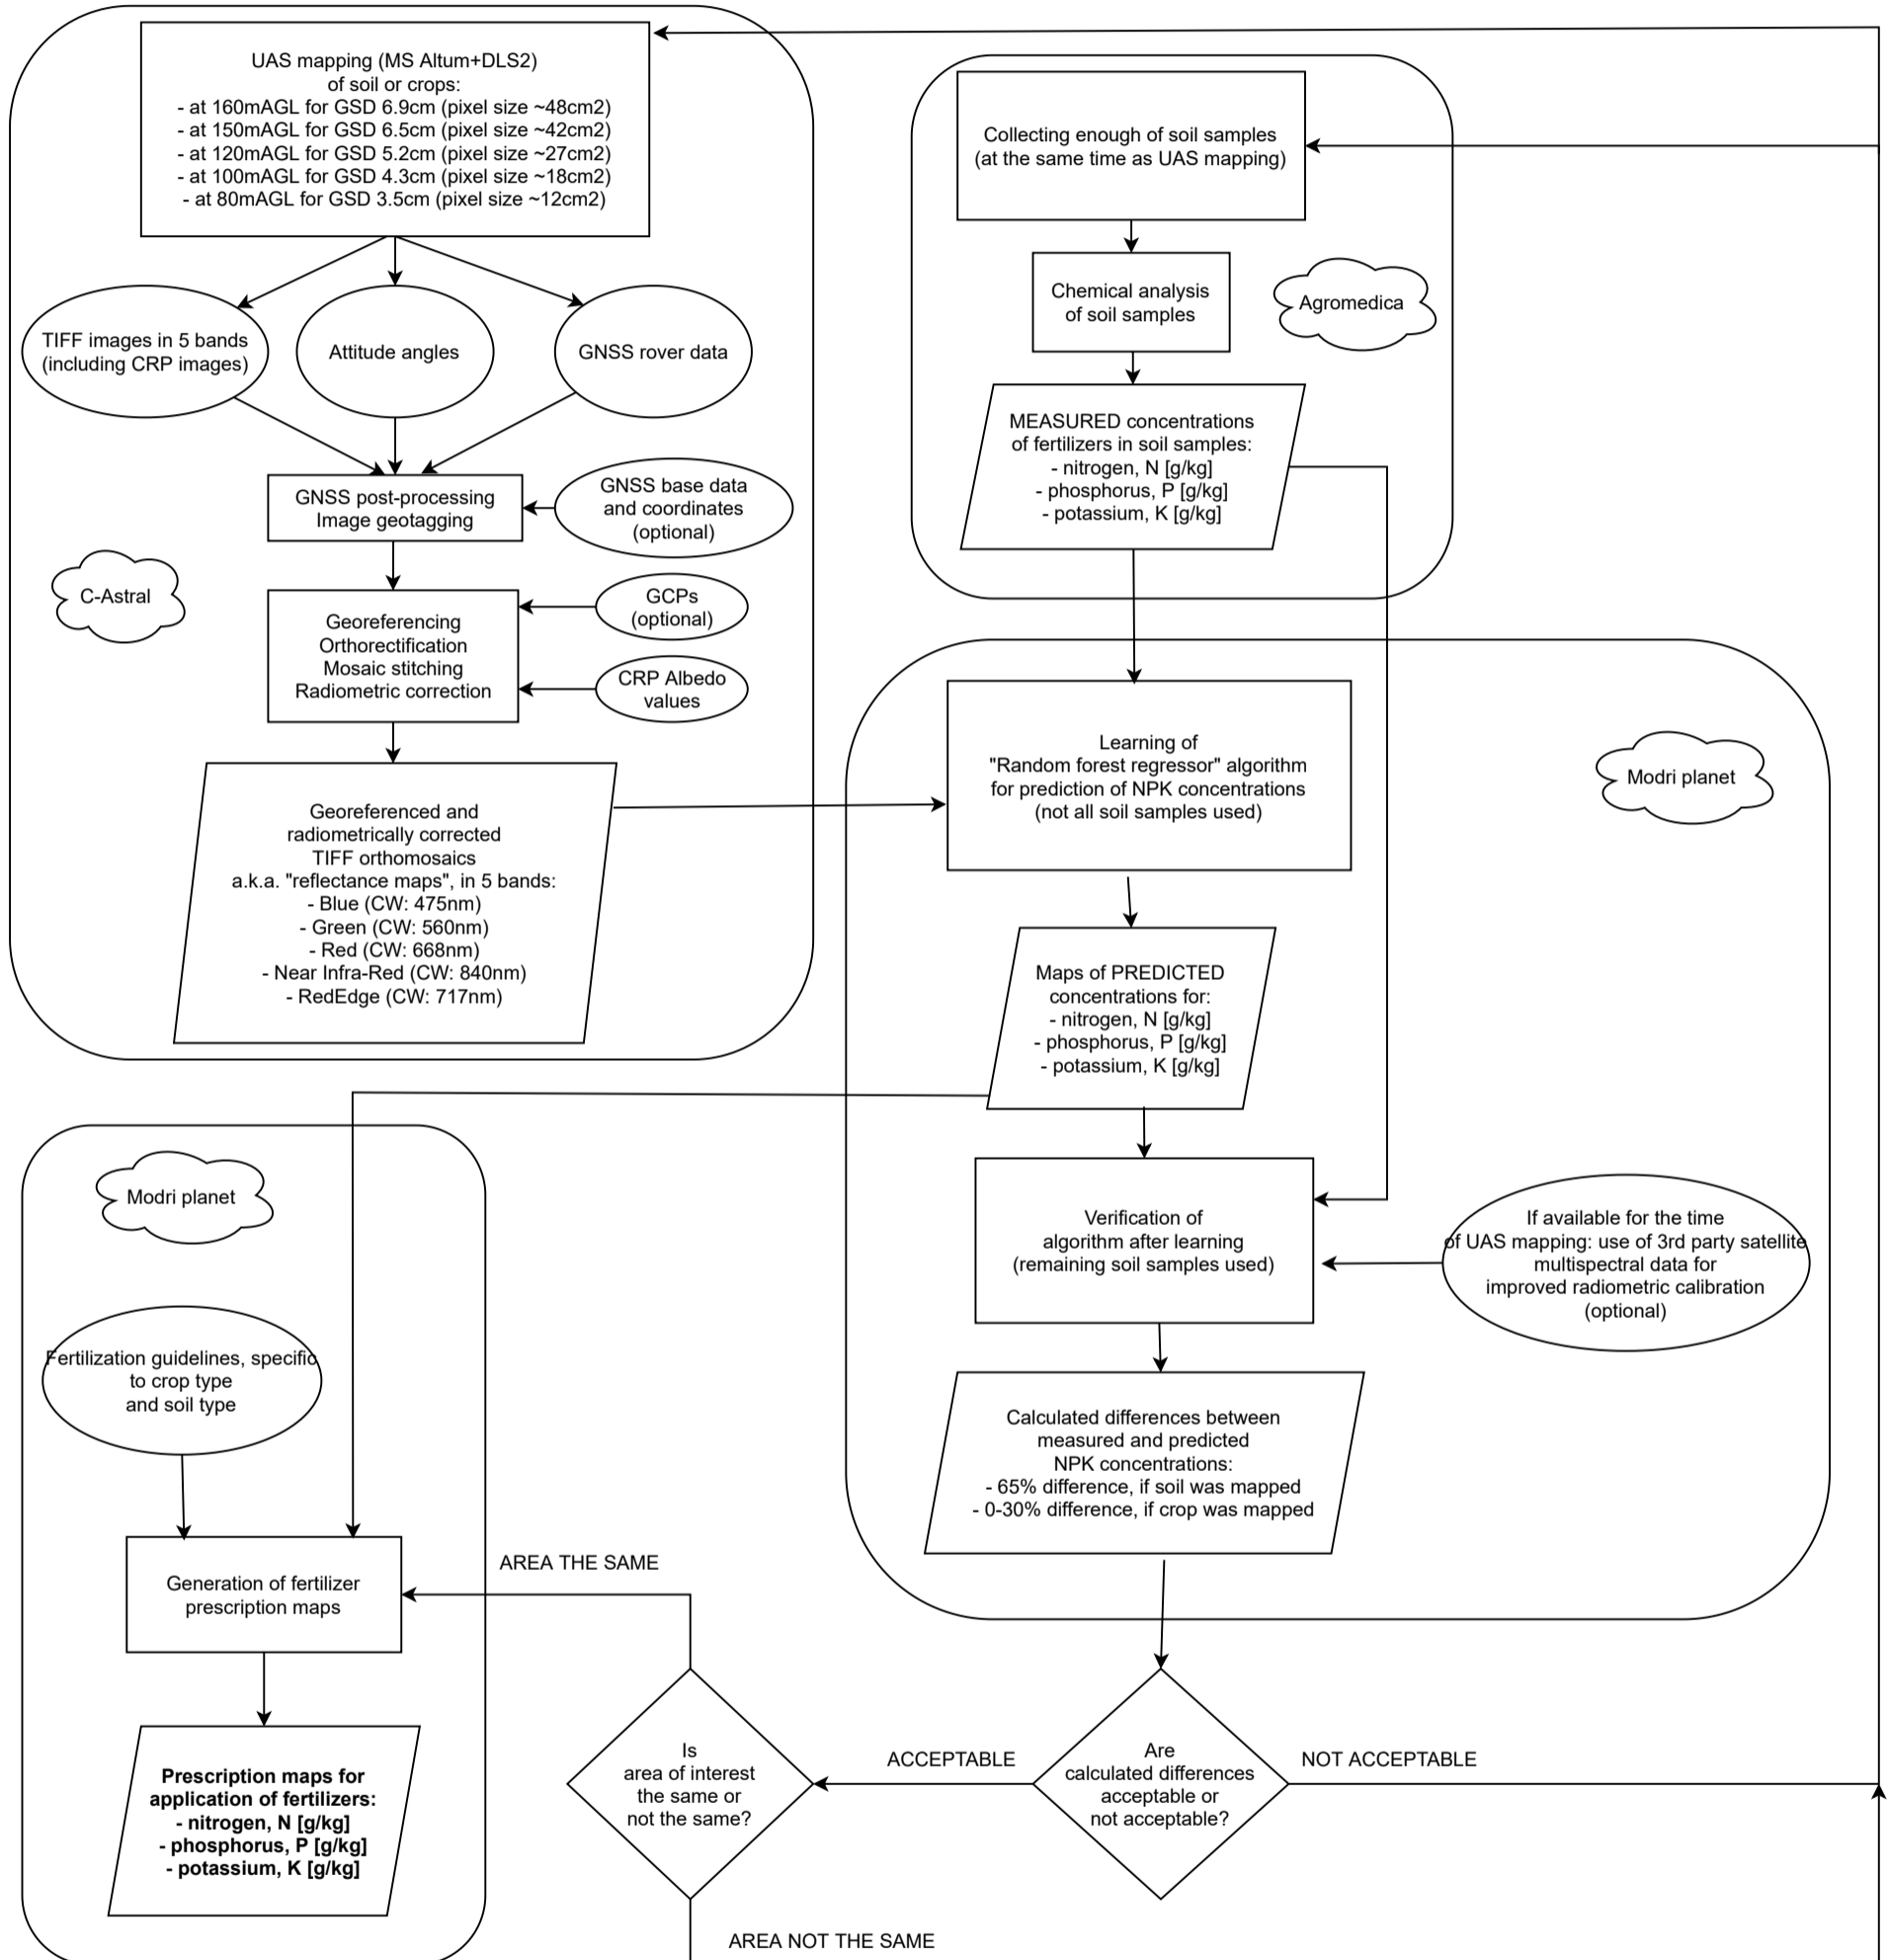 UAS mapping (MS Altum+DLS2)
of soil or crops:
- at 160mAGL for GSD 6.9cm (pixel size ~48cm2)
- at 150mAGL for GSD 6.5cm (pixel size ~42cm2)
- at 120mAGL for GSD 5.2cm (pixel size ~27cm2)
- at 100mAGL for GSD 4.3cm (pixel size ~18cm2)
- at 80mAGL for GSD 3.5cm (pixel size ~12cm2)
TIFF images in 5 bands
(including CRP images)
Attitude angles
GNSS rover data
GNSS post-processing
Image geotagging
GNSS base data
and coordinates
(optional)
C-Astral
Georeferencing
Orthorectification
Mosaic stitching
Radiometric correction
GCPs
(optional)
CRP Albedo
values
Georeferenced and
radiometrically corrected
TIFF orthomosaics
a.k.a. "reflectance maps", in 5 bands:
- Blue (CW: 475nm)
- Green (CW: 560nm)
- Red (CW: 668nm)
- Near Infra-Red (CW: 840nm)
- RedEdge (CW: 717nm)
Collecting enough of soil samples
(at the same time as UAS mapping)
Chemical analysis
of soil samples
Agromedica
MEASURED concentrations
of fertilizers in soil samples:
- nitrogen, N [g/kg]
- phosphorus, P [g/kg]
- potassium, K [g/kg]
Learning of
"Random forest regressor" algorithm
for prediction of NPK concentrations
(not all soil samples used)
Modri planet
Maps of PREDICTED
concentrations for:
- nitrogen, N [g/kg]
- phosphorus, P [g/kg]
- potassium, K [g/kg]
Verification of
algorithm after learning
(remaining soil samples used)
If available for the time
of UAS mapping: use of 3rd party satellite
multispectral data for
improved radiometric calibration
(optional)
Calculated differences between
measured and predicted
NPK concentrations:
- 65% difference, if soil was mapped
- 0-30% difference, if crop was mapped
Modri planet
Fertilization guidelines, specific
to crop type
and soil type
Generation of fertilizer
prescription maps
AREA THE SAME
Prescription maps for
application of fertilizers:
- nitrogen, N [g/kg]
- phosphorus, P [g/kg]
- potassium, K [g/kg]
Is
area of interest
the same or
not the same?
ACCEPTABLE
Are
calculated differences
acceptable or
not acceptable?
NOT ACCEPTABLE
AREA NOT THE SAME